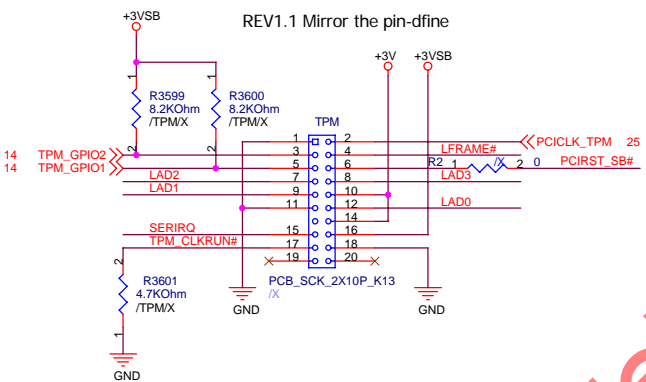 REV1.1 Mirror the pin-dfine
+3VSB
+3V +3VSB
1 1
R3599 R3600
8.2KOhm 8.2KOhm
/TPM/X /TPM/X
2 2
TPM
1 2 PCICLK_TPM 25
14 TPM_GPIO2 3 4 LFRAME#
14 TPM_GPIO1 5 6 R2 1 /X 2 0 PCIRST_SB#
LAD2 7 8 LAD3
LAD1 9 10
11 12 LAD0
14
SERIRQ 15 16
TPM_CLKRUN# 17 18
19 20
2
R3601
4.7KOhm
/TPM/X
1
PCB_SCK_2X10P_K13
/X
GND GND
GND